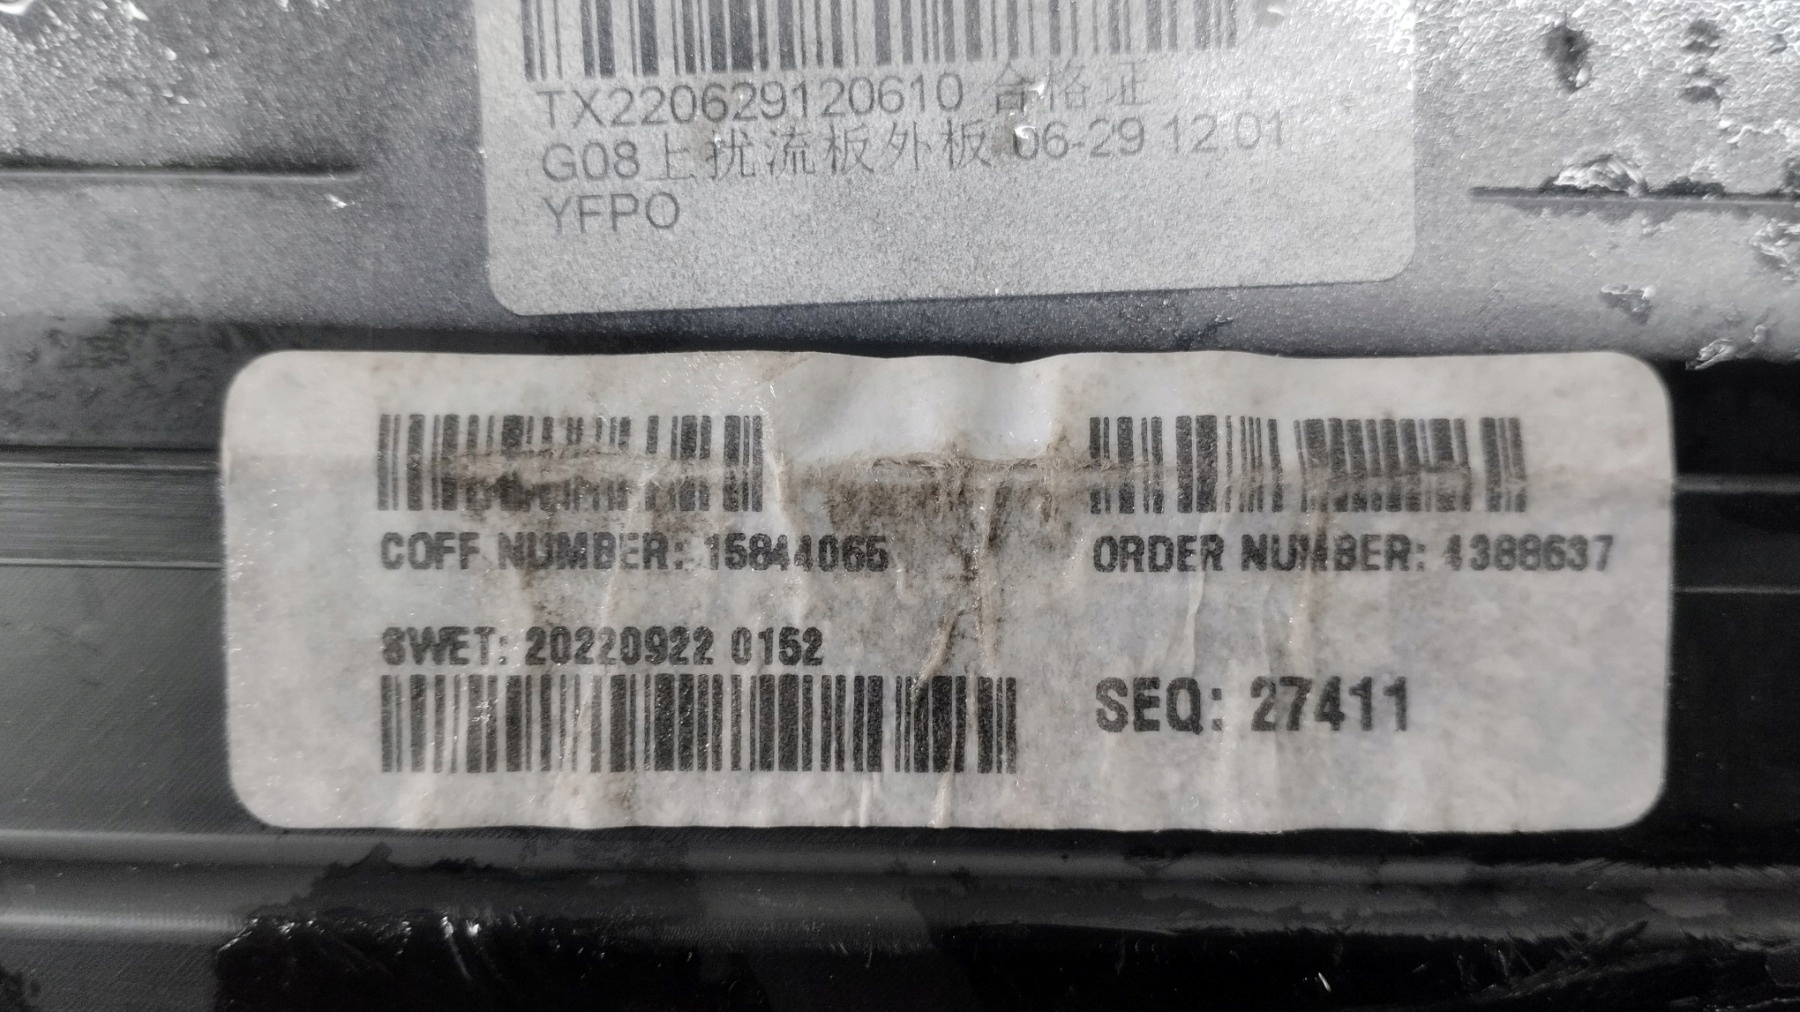 TX220629120610 合格证
G08上扰流板外板 06-29 12:01
YFPO
COFF NUMBER: 15844065
ORDER NUMBER: 4388637
SWET: 20220922 0152
SEQ: 27411